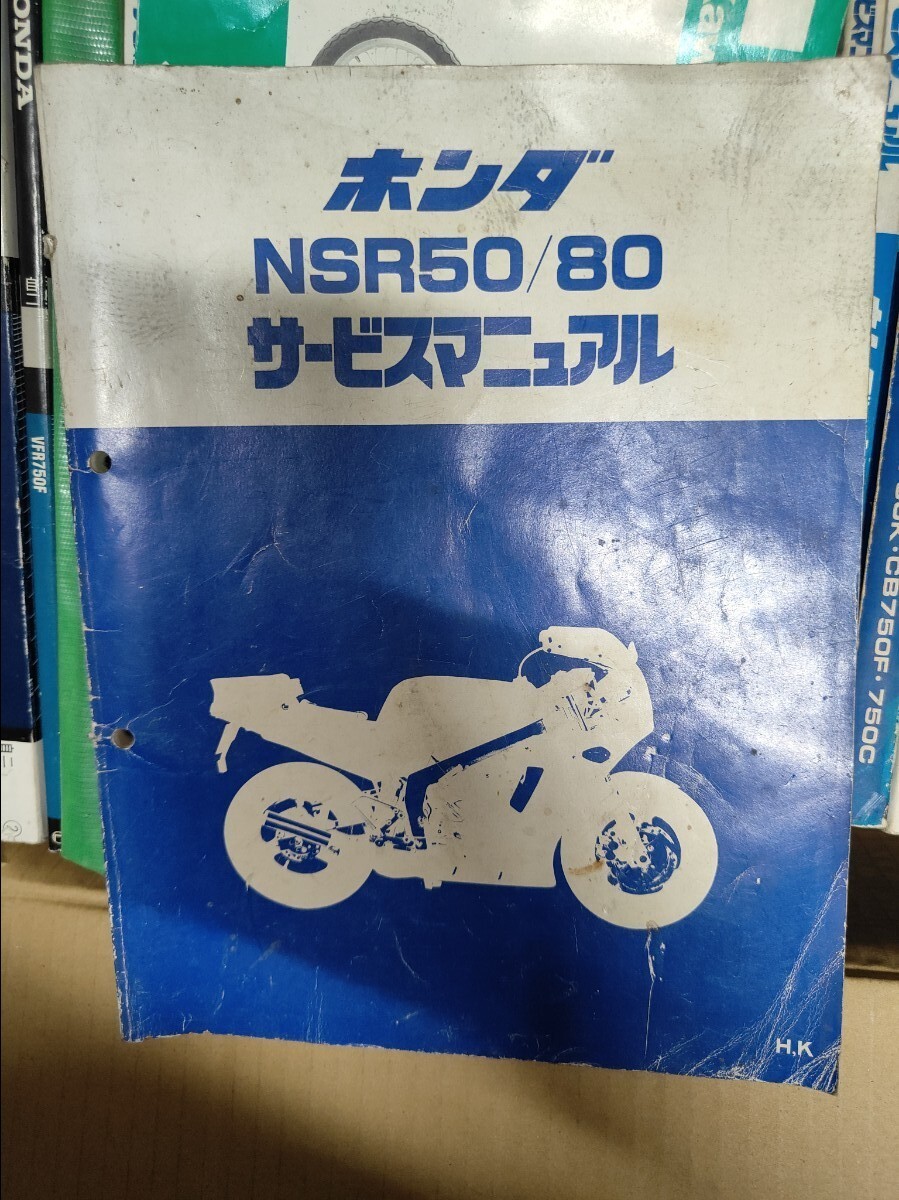 ホンダ
NSR50/80
サービスマニュアル
H,K
HONDA
VFR750F
CB750F・750C